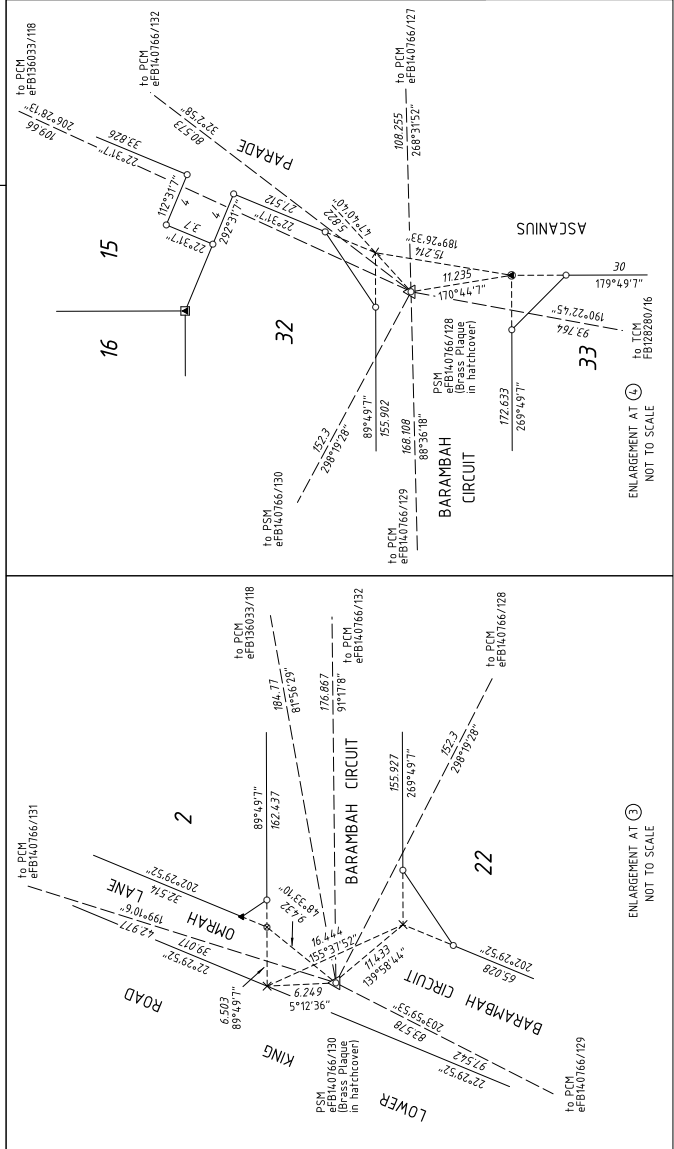 to PCM
eFB136033/118
206°28'13"
109.66
22°31'7"
33.826
112°31'7"
4
3.7
22°31'7"
4
292°31'7"
15
16
to PCM
eFB140766/132
32°2'58"
80.573
PARADE
27.512
22°31'7"
47°40'40"
5.822
32
to PCM
eFB140766/127
108.255
268°31'52"
189°26'33"
15.214
ASCANIUS
11.235
170°44'7"
30
179°49'7"
152.3
298°19'28"
to PSM
eFB140766/130
89°49'7"
155.902
PSM
eFB140766/128
(Brass Plaque
in hatchcover)
168.108
88°36'18"
to PCM
eFB140766/129
BARAMBAH
CIRCUIT
172.633
269°49'7"
190°22'45"
93.764
to TCM
FB128280/16
33
ENLARGEMENT AT 4
NOT TO SCALE
to PCM
eFB140766/131
2
202°29'52"
32.514
OMRAH LANE
199°10'6"
39.017
42.977
22°29'52"
89°49'7"
162.437
to PCM
eFB136033/118
184.77
81°56'29"
176.867
91°17'8"
to PCM
eFB140766/132
BARAMBAH CIRCUIT
48°33'10"
9.432
16.444
155°37'52"
11.433
139°58'44"
6.503
89°49'7"
6.249
5°12'36"
ROAD
KING
LOWER
PSM
eFB140766/130
(Brass Plaque
in hatchcover)
155.927
269°49'7"
to PCM
eFB140766/128
152.3
298°19'28"
22
202°29'52"
65.028
BARAMBAH CIRCUIT
203°59'53"
83.578
97.542
22°29'52"
to PCM
eFB140766/129
ENLARGEMENT AT 3
NOT TO SCALE